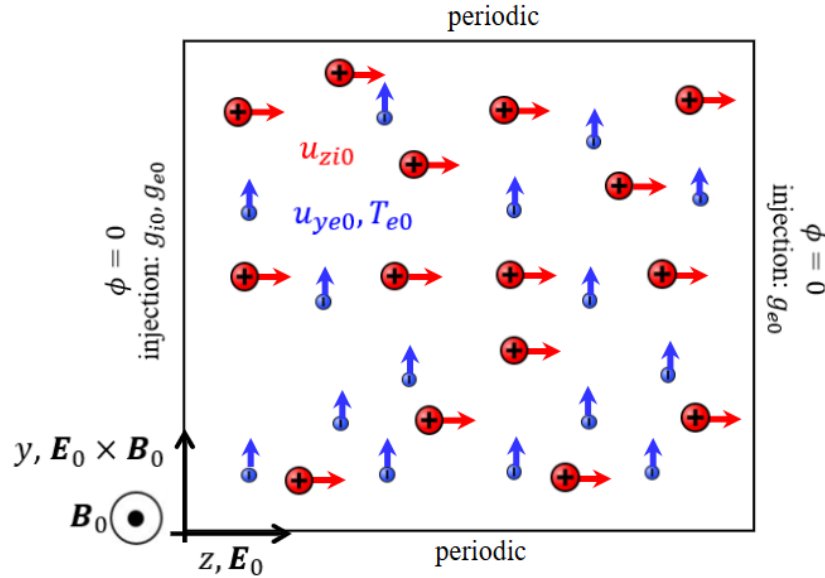 periodic
u_{zi0}
u_{ye0}, T_{e0}
ϕ = 0
injection: g_{i0}, g_{e0}
ϕ = 0
injection: g_{e0}
y, E_0 × B_0
B_0
z, E_0
periodic